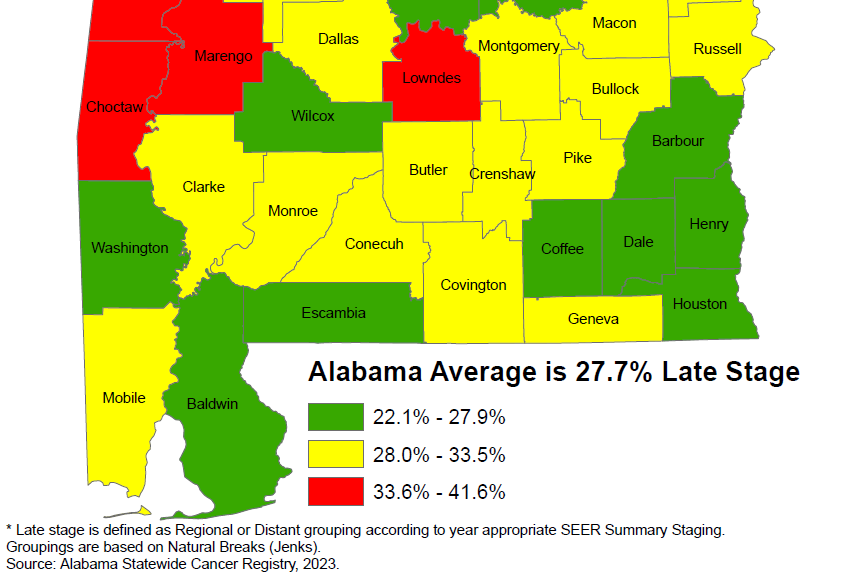 Dallas
Macon
Marengo
Montgomery
Russell
Lowndes
Bullock
Choctaw
Wilcox
Barbour
Pike
Butler
Crenshaw
Clarke
Monroe
Henry
Conecuh
Dale
Washington
Coffee
Covington
Houston
Escambia
Geneva
Alabama Average is 27.7% Late Stage
Mobile
Baldwin
22.1% - 27.9%
28.0% - 33.5%
33.6% - 41.6%
* Late stage is defined as Regional or Distant grouping according to year appropriate SEER Summary Staging.
Groupings are based on Natural Breaks (Jenks).
Source: Alabama Statewide Cancer Registry, 2023.